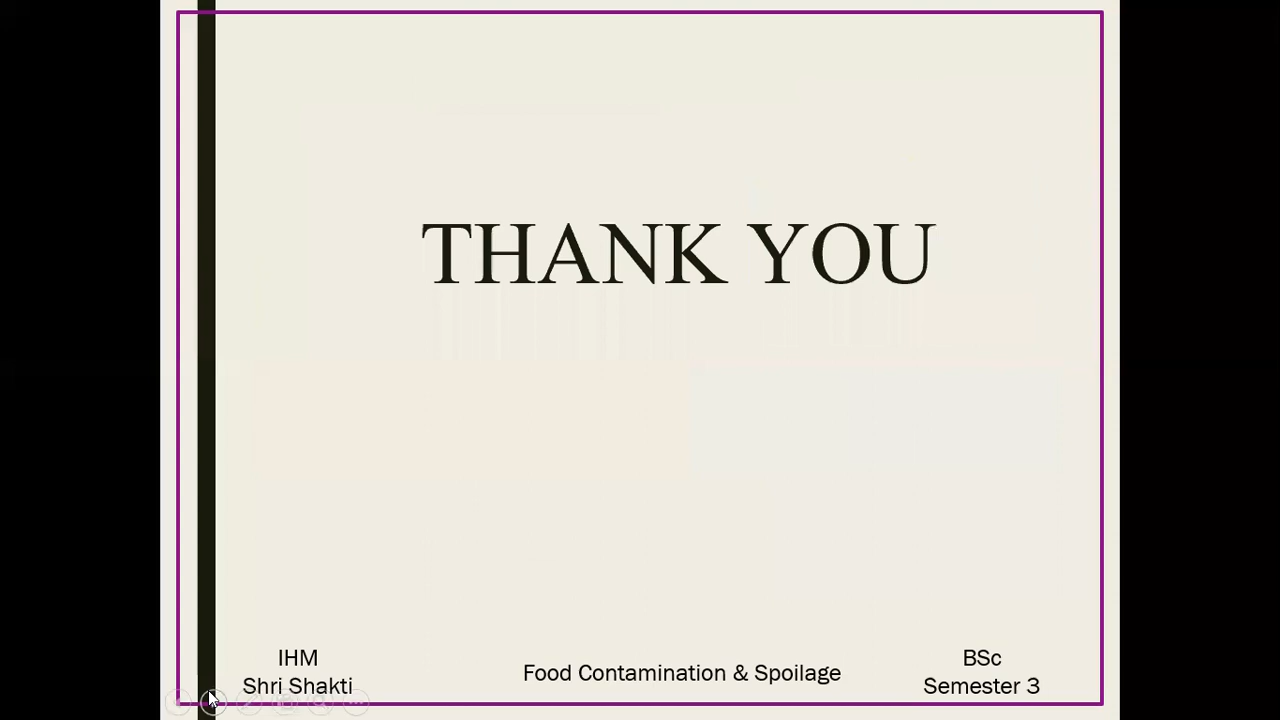 THANK YOU
IHM
Shri Shakti
Food Contamination & Spoilage
BSc
Semester 3